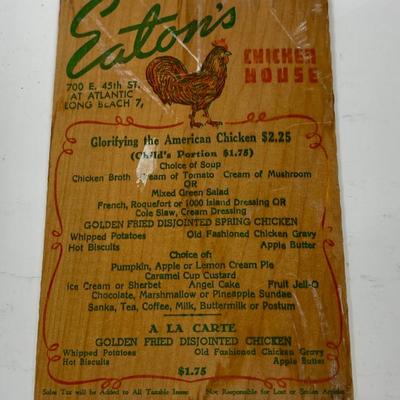 Eaton's
CHICKEN
HOUSE
700 E. 45th ST.
AT ATLANTIC
LONG BEACH 7,
Glorifying the American Chicken $2.25
(Child's Portion $1.75)
Choice of Soup
Chicken Broth Cream of Tomato Cream of Mushroom
OR
Mixed Green Salad
French, Roquefort or 1000 Island Dressing OR
Cole Slaw, Cream Dressing
GOLDEN FRIED DISJOINTED SPRING CHICKEN
Whipped Potatoes Old Fashioned Chicken Gravy
Hot Biscuits Apple Butter
Choice of:
Pumpkin, Apple or Lemon Cream Pie
Caramel Cup Custard
Ice Cream or Sherbet Angel Cake Fruit Jell-O
Chocolate, Marshmallow or Pineapple Sundae
Sanka, Tea, Coffee, Milk, Buttermilk or Postum
A LA CARTE
GOLDEN FRIED DISJOINTED CHICKEN
Whipped Potatoes Old Fashioned Chicken Gravy
Hot Biscuits Apple Butter
$1.75
Sales Tax will be Added to All Taxable Items Not Responsible for Lost or Stolen Articles